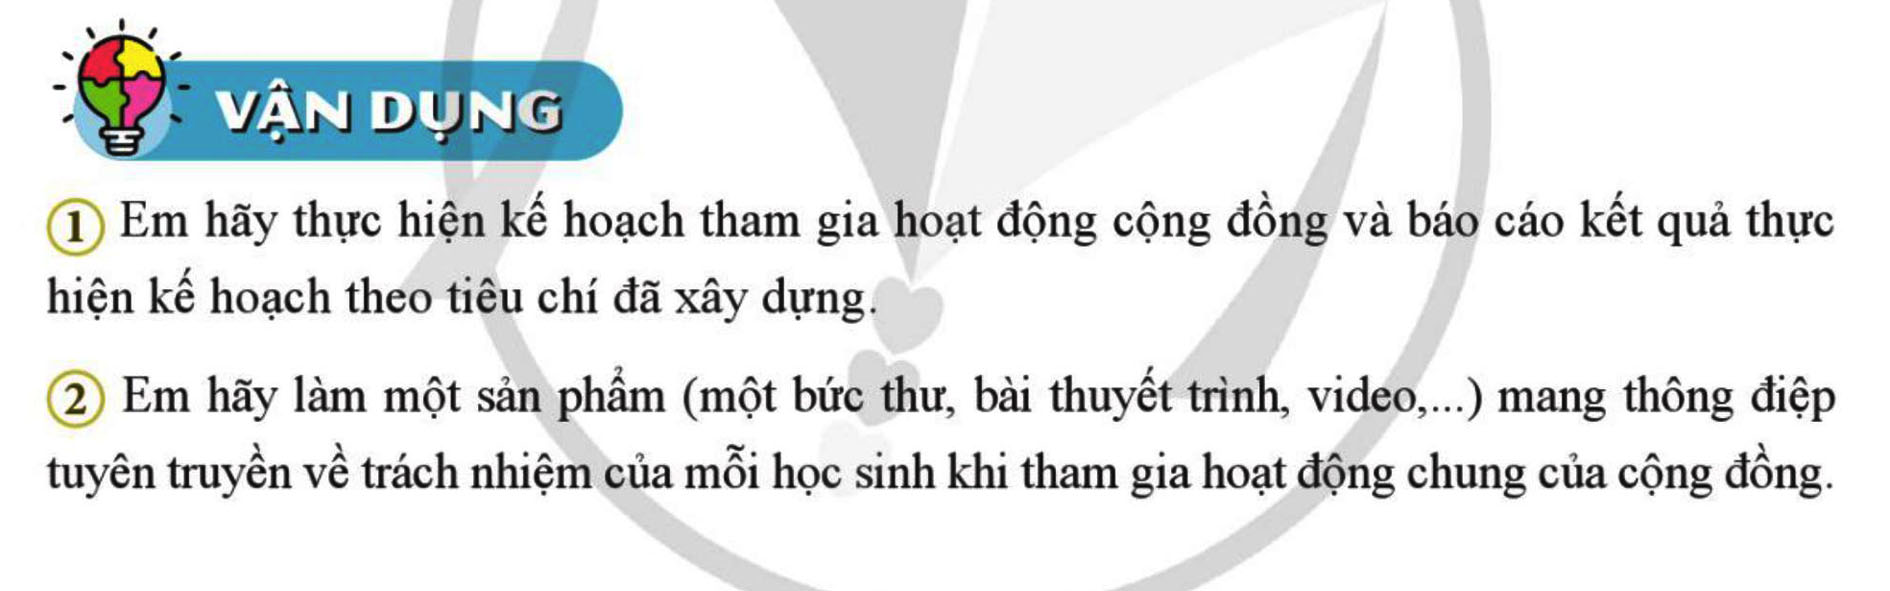 VẬN DỤNG
1 Em hãy thực hiện kế hoạch tham gia hoạt động cộng đồng và báo cáo kết quả thực
hiện kế hoạch theo tiêu chí đã xây dựng.
2 Em hãy làm một sản phẩm (một bức thư, bài thuyết trình, video,...) mang thông điệp
tuyên truyền về trách nhiệm của mỗi học sinh khi tham gia hoạt động chung của cộng đồng.